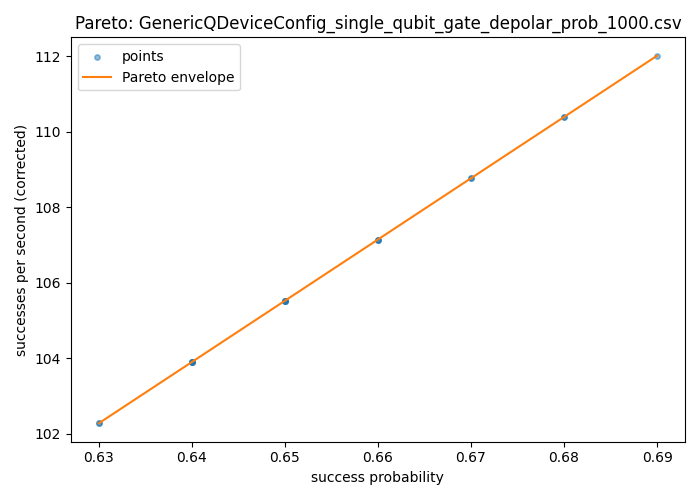 Pareto: GenericQDeviceConfig_single_qubit_gate_depolar_prob_1000.csv
points
Pareto envelope
successes per second (corrected)
112
110
108
106
104
102
0.63 0.64 0.65 0.66 0.67 0.68 0.69
success probability